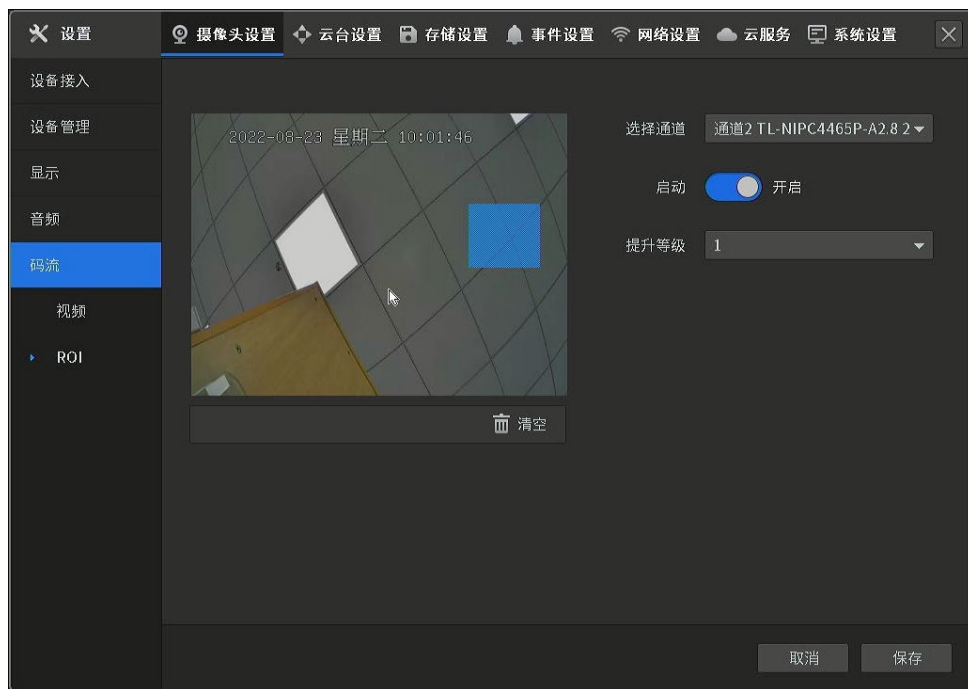 设置 摄像头设置 云台设置 存储设置 事件设置 网络设置 云服务 系统设置
设备接入
设备管理
显示
音频
码流
视频
ROI
2022-08-23 星期二 10:01:46
清空
选择通道 通道2 TL-NIPC4465P-A2.8 2
启动 开启
提升等级 1
取消 保存